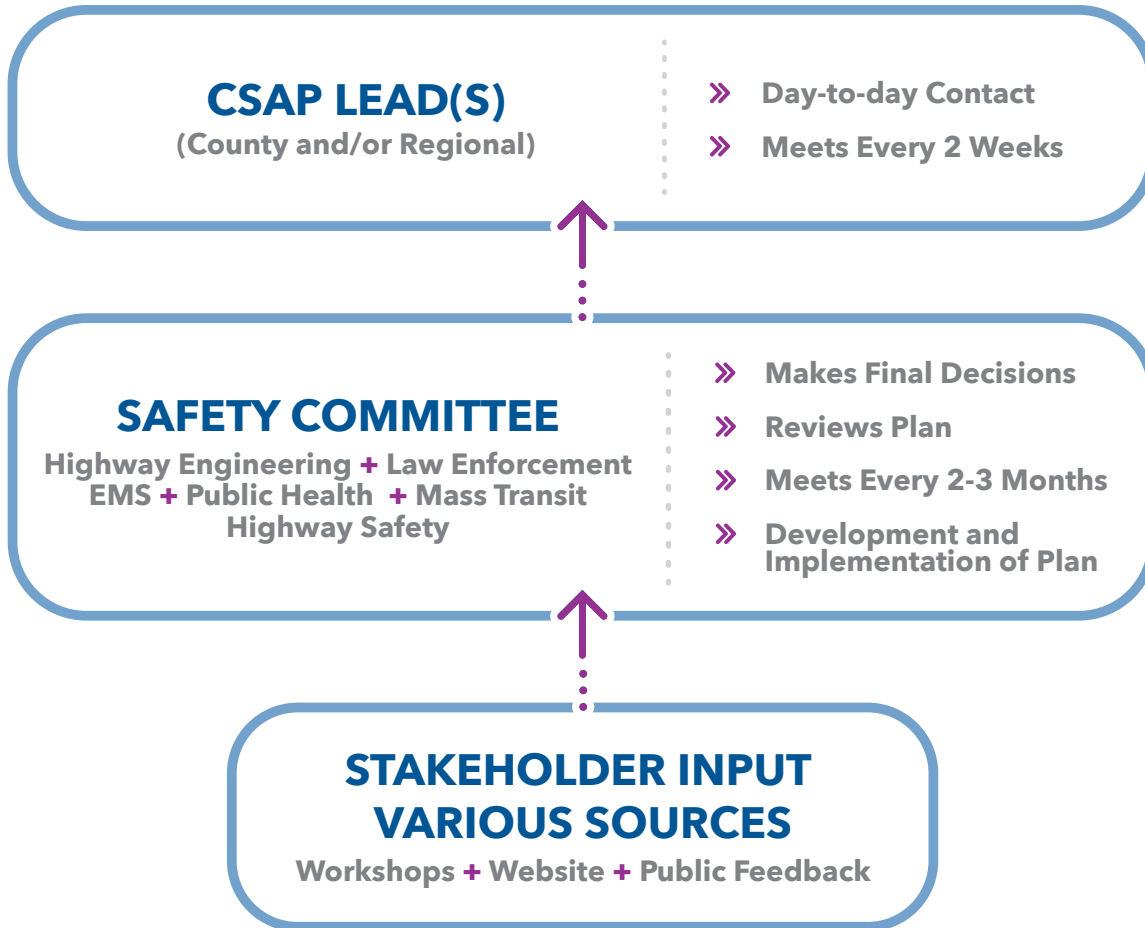 CSAP LEAD(S)
(County and/or Regional)
» Day-to-day Contact
» Meets Every 2 Weeks
SAFETY COMMITTEE
Highway Engineering + Law Enforcement
EMS + Public Health + Mass Transit
Highway Safety
» Makes Final Decisions
» Reviews Plan
» Meets Every 2-3 Months
» Development and
Implementation of Plan
STAKEHOLDER INPUT
VARIOUS SOURCES
Workshops + Website + Public Feedback